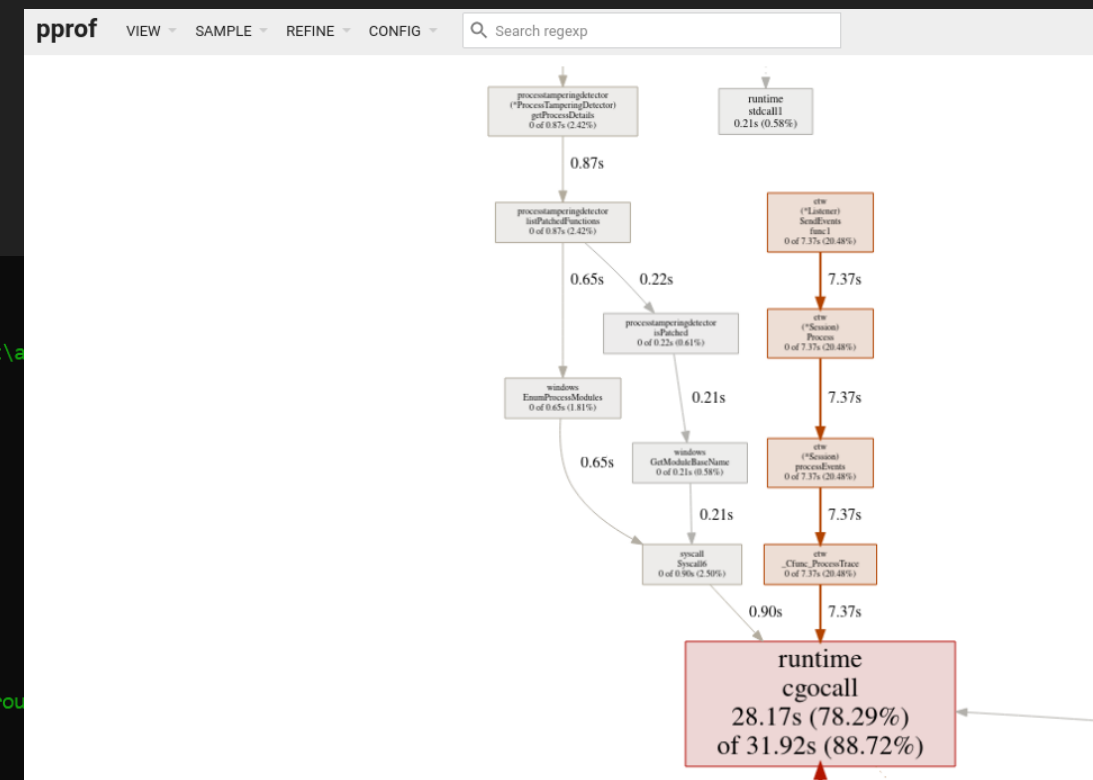 pprof
VIEW
SAMPLE
REFINE
CONFIG
Search regexp
processtamperingdetector
(*ProcessTamperingDetector)
getProcessDetails
0 of 0.87s (2.42%)
runtime
stdcall1
0.21s (0.58%)
0.87s
processtamperingdetector
listPatchedFunctions
0 of 0.87s (2.42%)
etw
(*Listener)
SendEvents
func1
0 of 7.37s (20.48%)
0.65s
0.22s
7.37s
processtamperingdetector
isPatched
0 of 0.22s (0.61%)
etw
(*Session)
Process
0 of 7.37s (20.48%)
windows
EnumProcessModules
0 of 0.65s (1.81%)
0.21s
7.37s
windows
GetModuleBaseName
0 of 0.21s (0.58%)
etw
(*Session)
processEvents
0 of 7.37s (20.48%)
0.65s
0.21s
7.37s
syscall
Syscall6
0 of 0.90s (2.50%)
etw
_Cfunc_ProcessTrace
0 of 7.37s (20.48%)
0.90s
7.37s
runtime
cgocall
28.17s (78.29%)
of 31.92s (88.72%)
:\a
rou